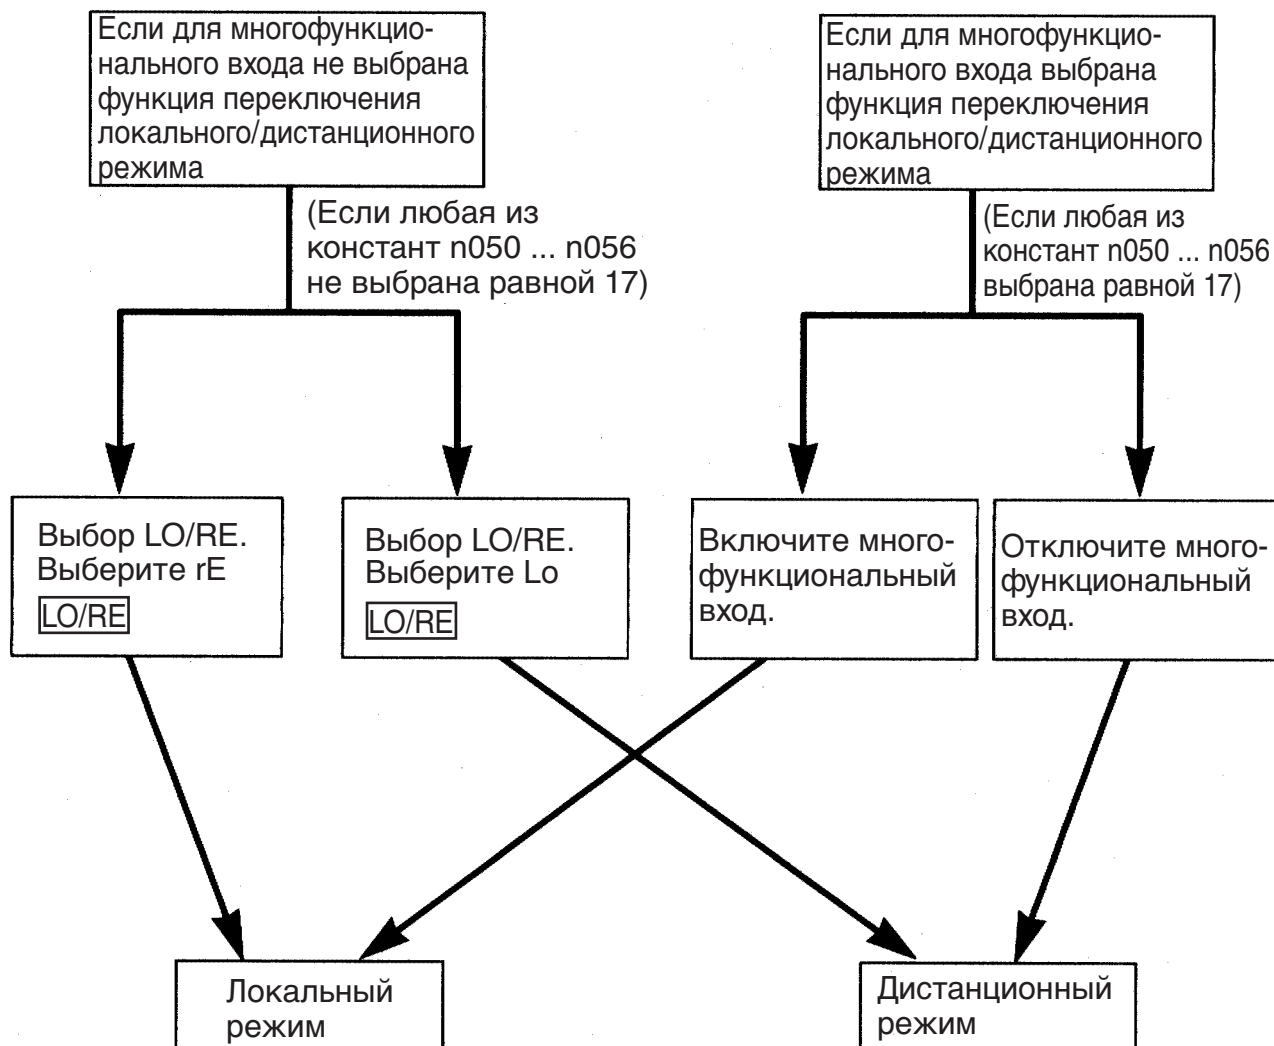 Если для многофункцио-
нального входа не выбрана
функция переключения
локального/дистанционного
режима
Если для многофункцио-
нального входа выбрана
функция переключения
локального/дистанционного
режима
(Если любая из
констант n050 ... n056
не выбрана равной 17)
(Если любая из
констант n050 ... n056
выбрана равной 17)
Выбор LO/RE.
Выберите rE
LO/RE
Выбор LO/RE.
Выберите Lo
LO/RE
Включите много-
функциональный
вход.
Отключите много-
функциональный
вход.
Локальный
режим
Дистанционный
режим